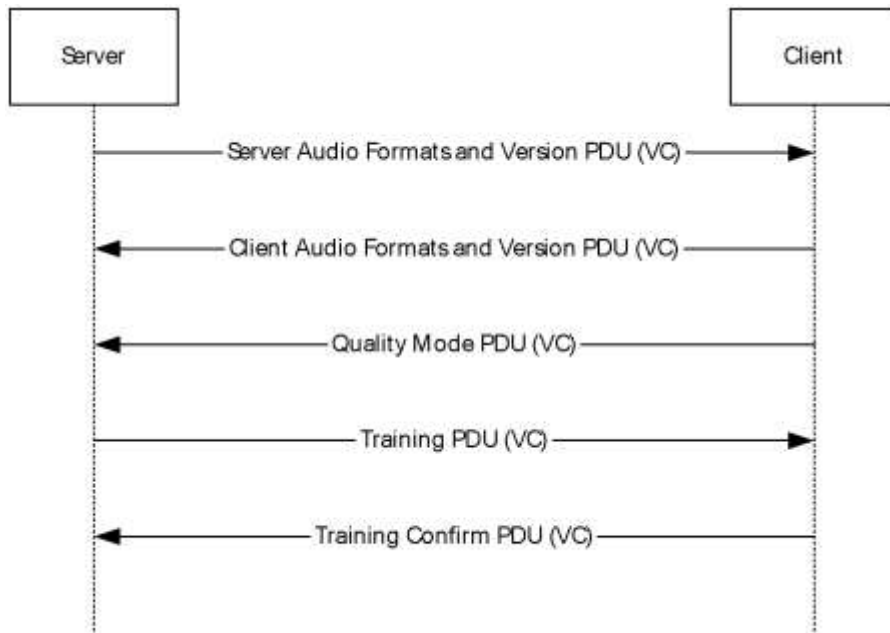 Server
Client
Server Audio Formats and Version PDU (VC)
Client Audio Formats and Version PDU (VC)
Quality Mode PDU (VC)
Training PDU (VC)
Training Confirm PDU (VC)